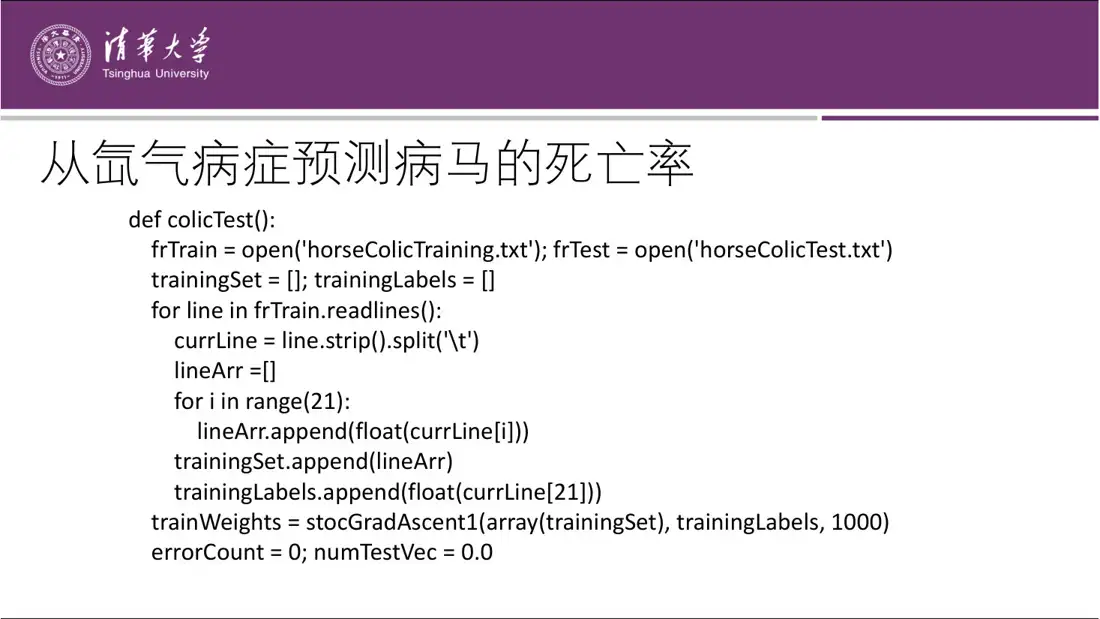 清华大学
Tsinghua University
从氙气病症预测病马的死亡率
def colicTest():
frTrain = open('horseColicTraining.txt'); frTest = open('horseColicTest.txt')
trainingSet = []; trainingLabels = []
for line in frTrain.readlines():
currLine = line.strip().split('\t')
lineArr =[]
for i in range(21):
lineArr.append(float(currLine[i]))
trainingSet.append(lineArr)
trainingLabels.append(float(currLine[21]))
trainWeights = stocGradAscent1(array(trainingSet), trainingLabels, 1000)
errorCount = 0; numTestVec = 0.0